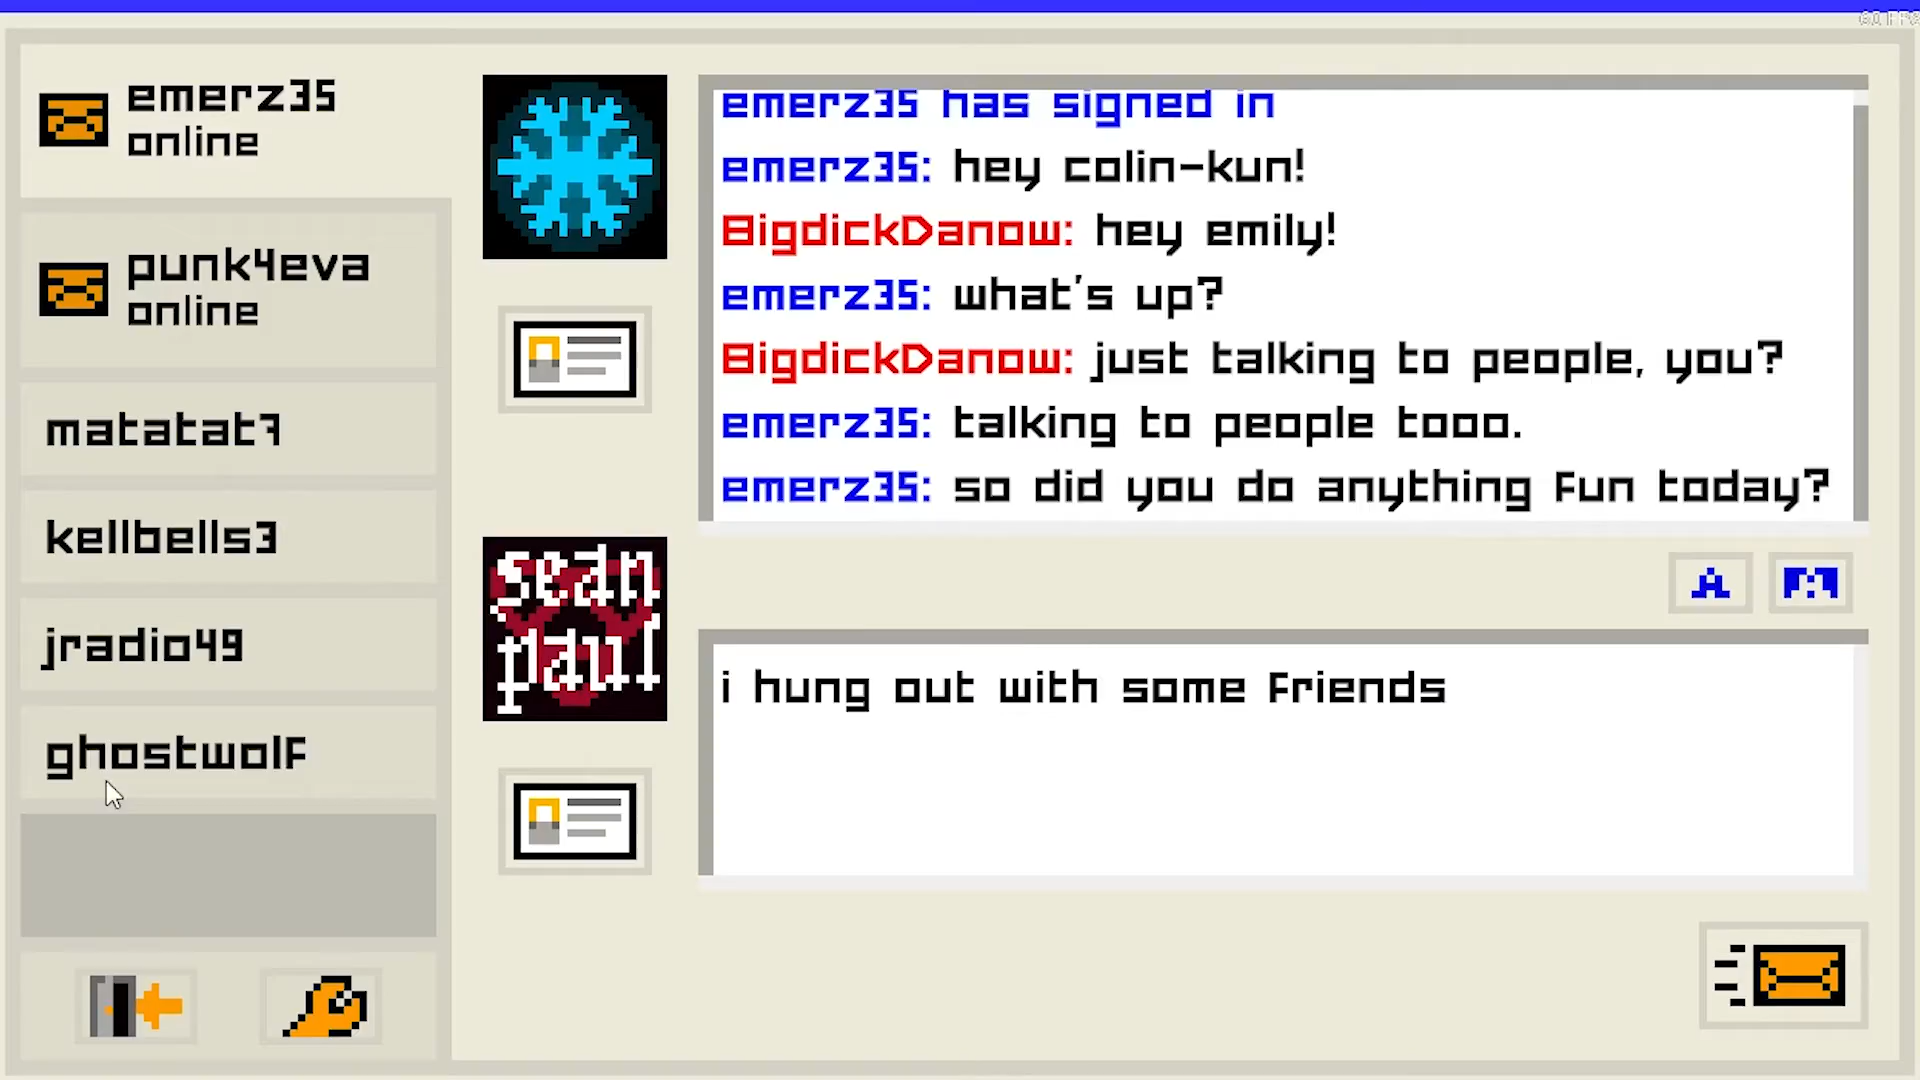 60 FPS
emerz35
online
punk4eva
online
matatat7
kellbells3
jradio49
ghostwolf
emerz35 has signed in
emerz35: hey colin-kun!
BigdickDanow: hey emily!
emerz35: what's up?
BigdickDanow: just talking to people, you?
emerz35: talking to people tooo.
emerz35: so did you do anything fun today?
sean
paul
A
i hung out with some friends